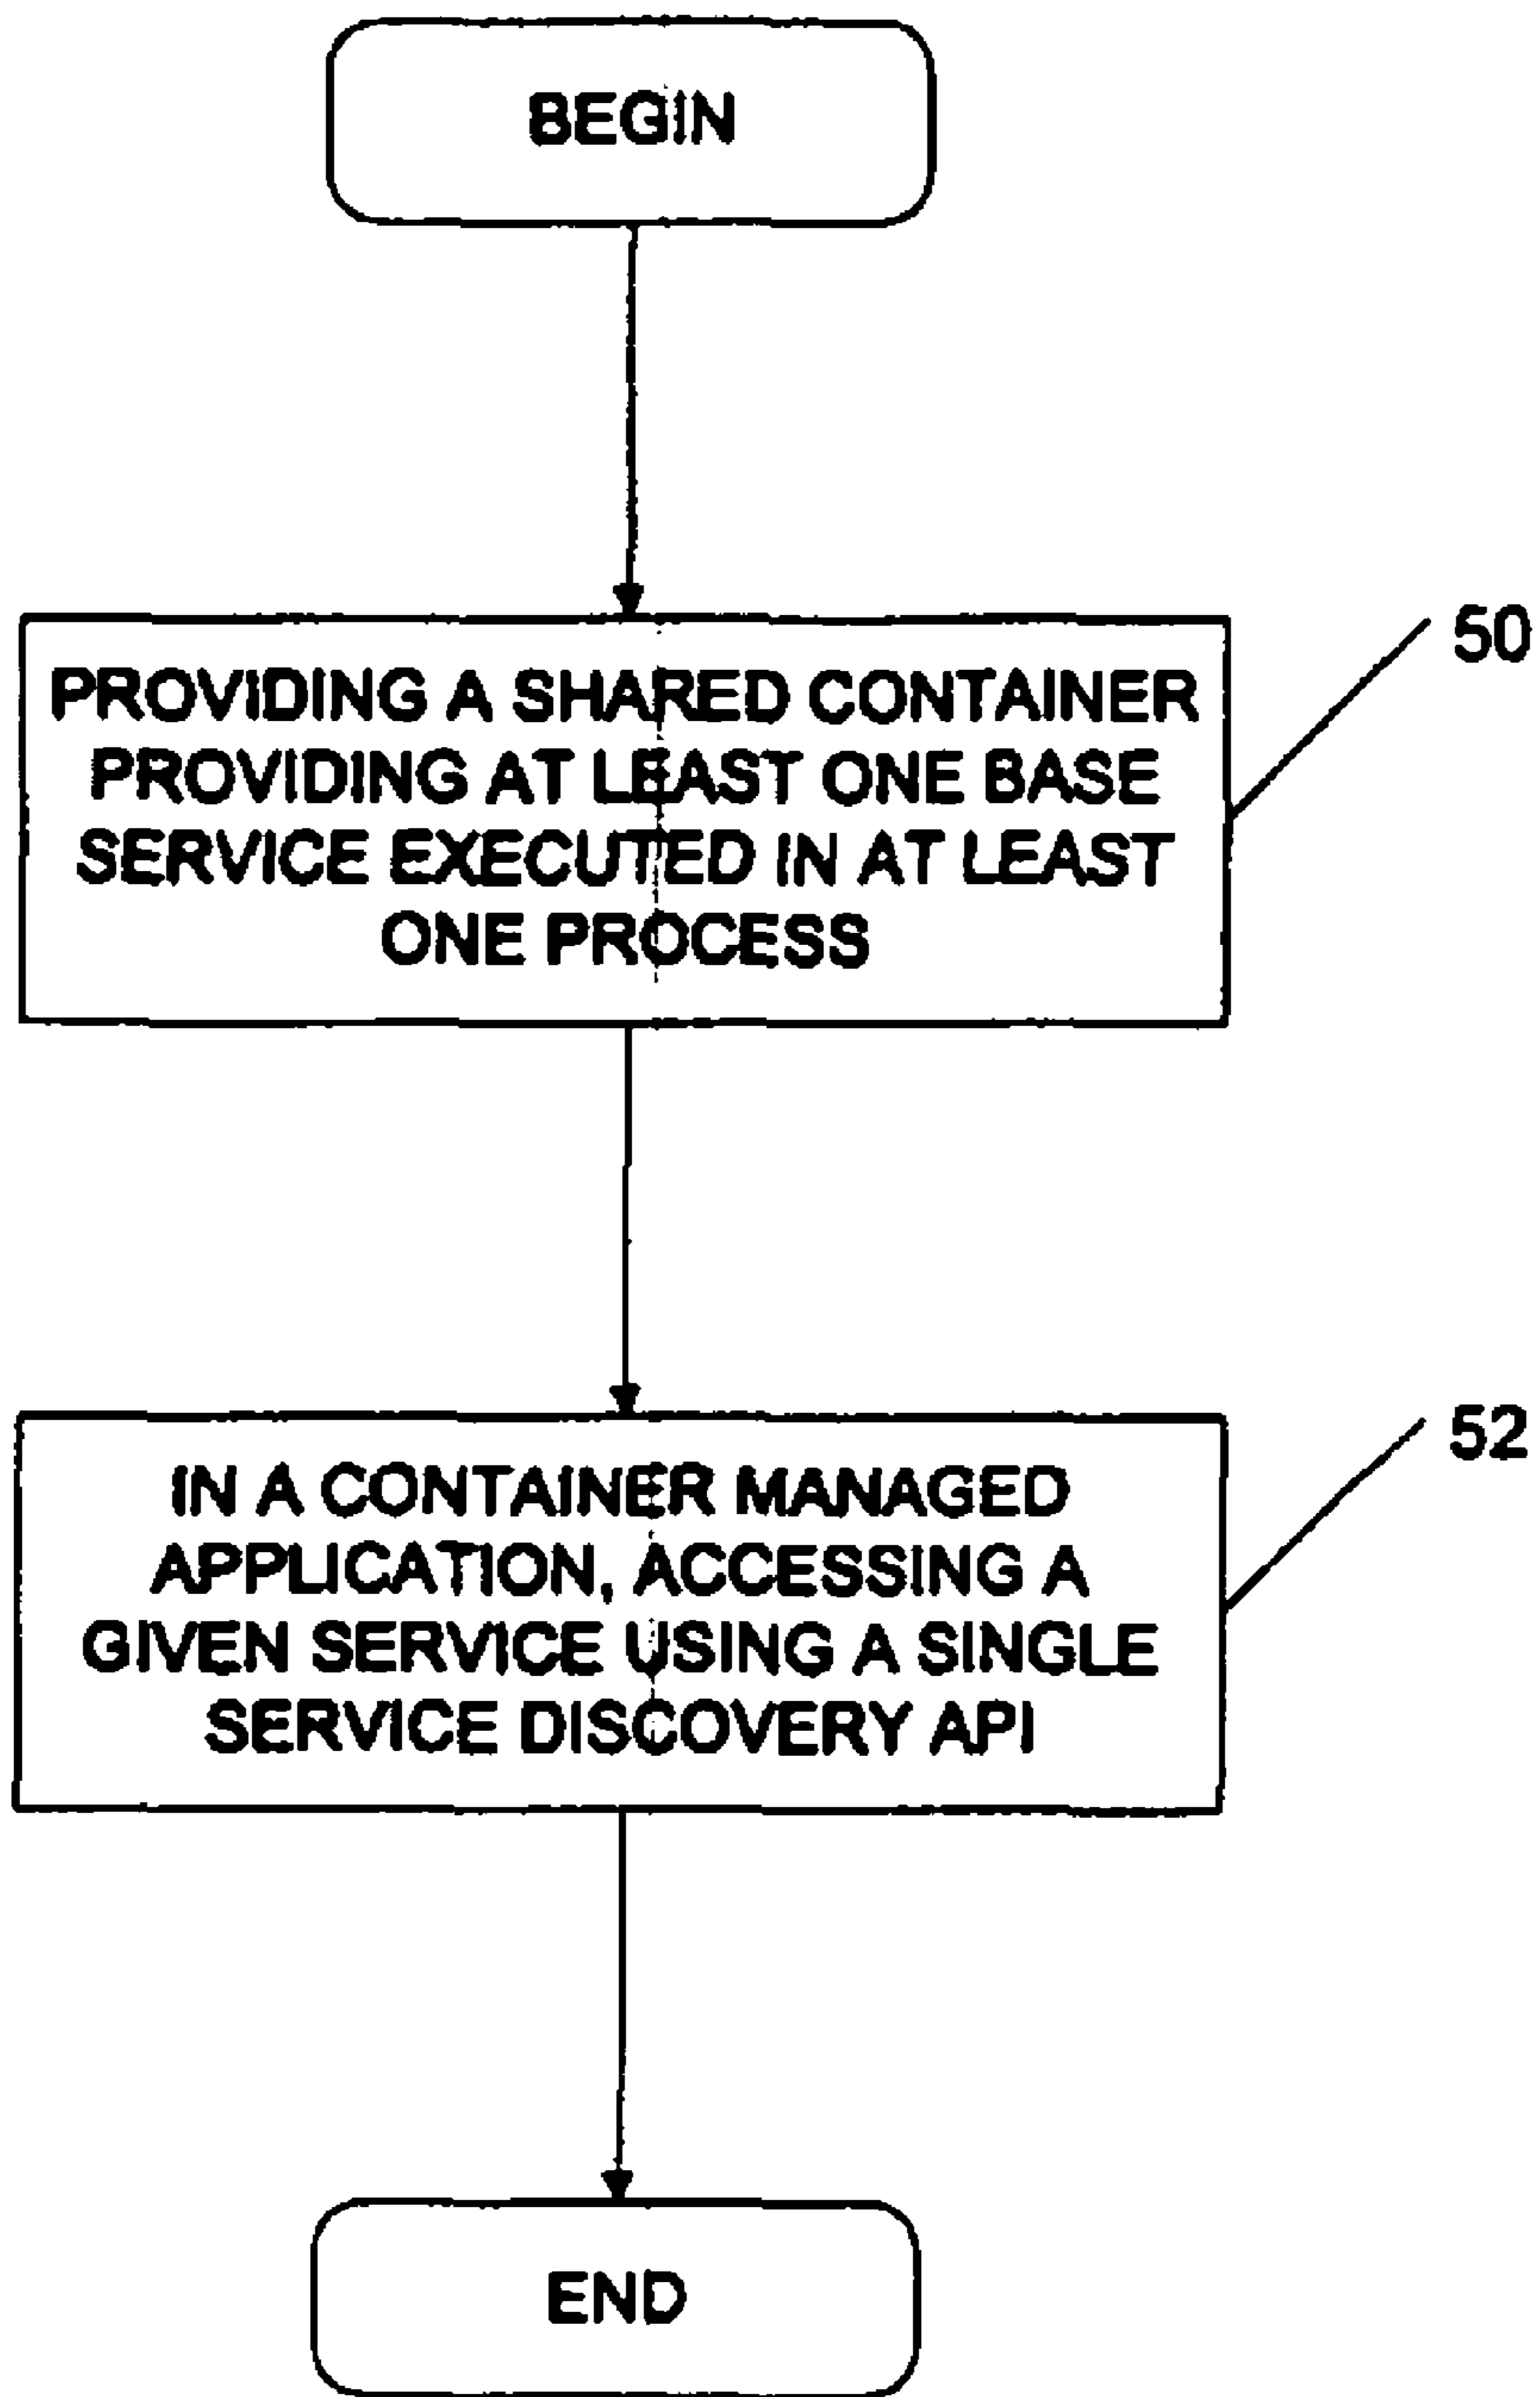 BEGIN
50
PROVIDING A SHARED CONTAINER
PROVIDING AT LEAST ONE BASE
SERVICE EXECUTED IN AT LEAST
ONE PROCESS
52
IN A CONTAINER MANAGED
APPLICATION, ACCESSING A
GIVEN SERVICE USING A SINGLE
SERVICE DISCOVERY API
END